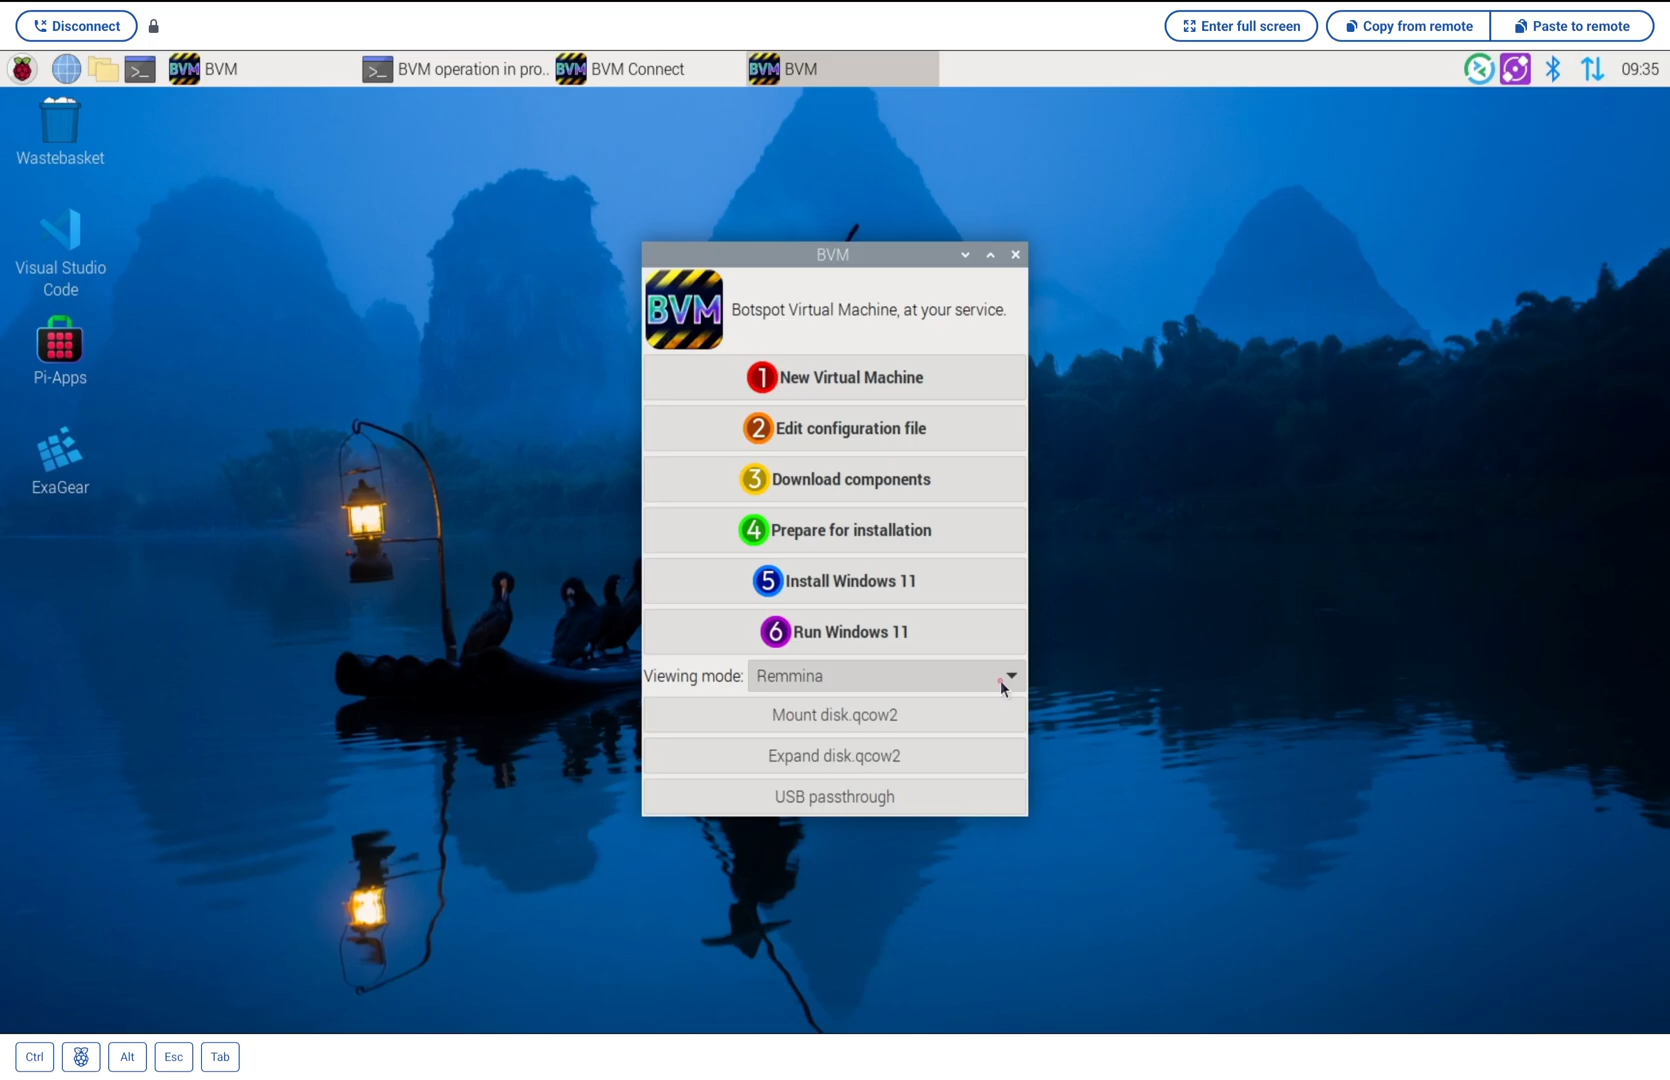 Disconnect
Enter full screen
Copy from remote
Paste to remote
BVM BVM
BVM operation in pro..
BVM BVM Connect
BVM BVM
09:35
Wastebasket
Visual Studio
Code
Pi-Apps
ExaGear
BVM
BVM
Botspot Virtual Machine, at your service.
1 New Virtual Machine
2 Edit configuration file
3 Download components
4 Prepare for installation
5 Install Windows 11
6 Run Windows 11
Viewing mode: Remmina
Mount disk.qcow2
Expand disk.qcow2
USB passthrough
Ctrl
Alt
Esc
Tab